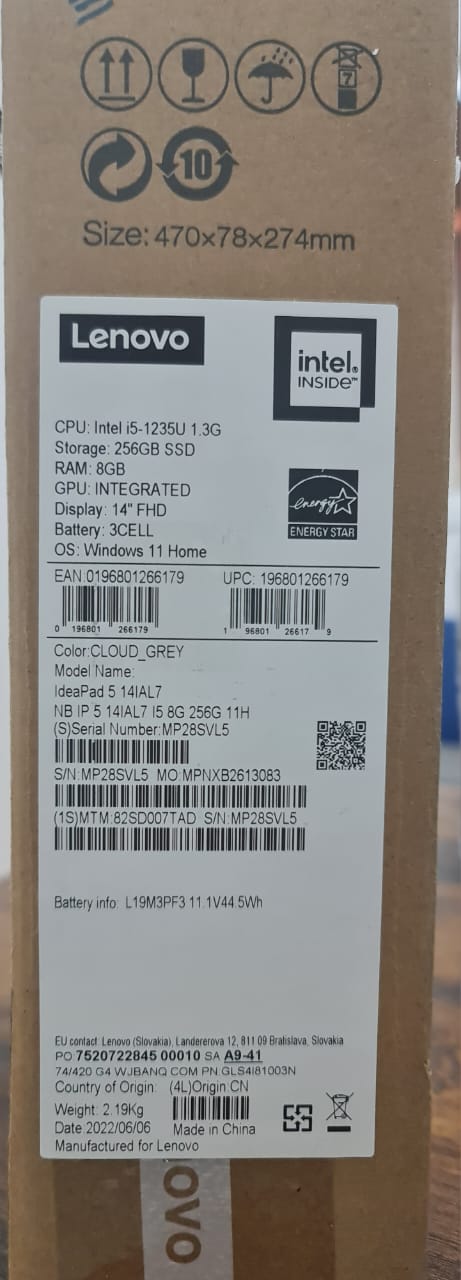 7
10
Size: 470x78x274mm
Lenovo
intel.
INSIDE™
CPU: Intel i5-1235U 1.3G
Storage: 256GB SSD
RAM: 8GB
GPU: INTEGRATED
Display: 14" FHD
Battery: 3CELL
OS: Windows 11 Home
energy
ENERGY STAR
EAN:0196801266179 UPC: 196801266179
0 196801 266179 1 96801 26617 9
Color:CLOUD_GREY
Model Name:
IdeaPad 5 14IAL7
NB IP 5 14IAL7 I5 8G 256G 11H
(S)Serial Number:MP28SVL5
S/N:MP28SVL5 MO:MPNXB2613083
(1S)MTM:82SD007TAD S/N:MP28SVL5
Battery info: L19M3PF3 11.1V44.5Wh
EU contact: Lenovo (Slovakia), Landererova 12, 811 09 Bratislava, Slovakia
PO 7520722845 00010 SA A9-41
74/420 G4 WJBANQ COM PN:GLS4I81003N
Country of Origin: (4L)Origin:CN
Weight: 2.19Kg
Date:2022/06/06 Made in China
Manufactured for Lenovo
OVO